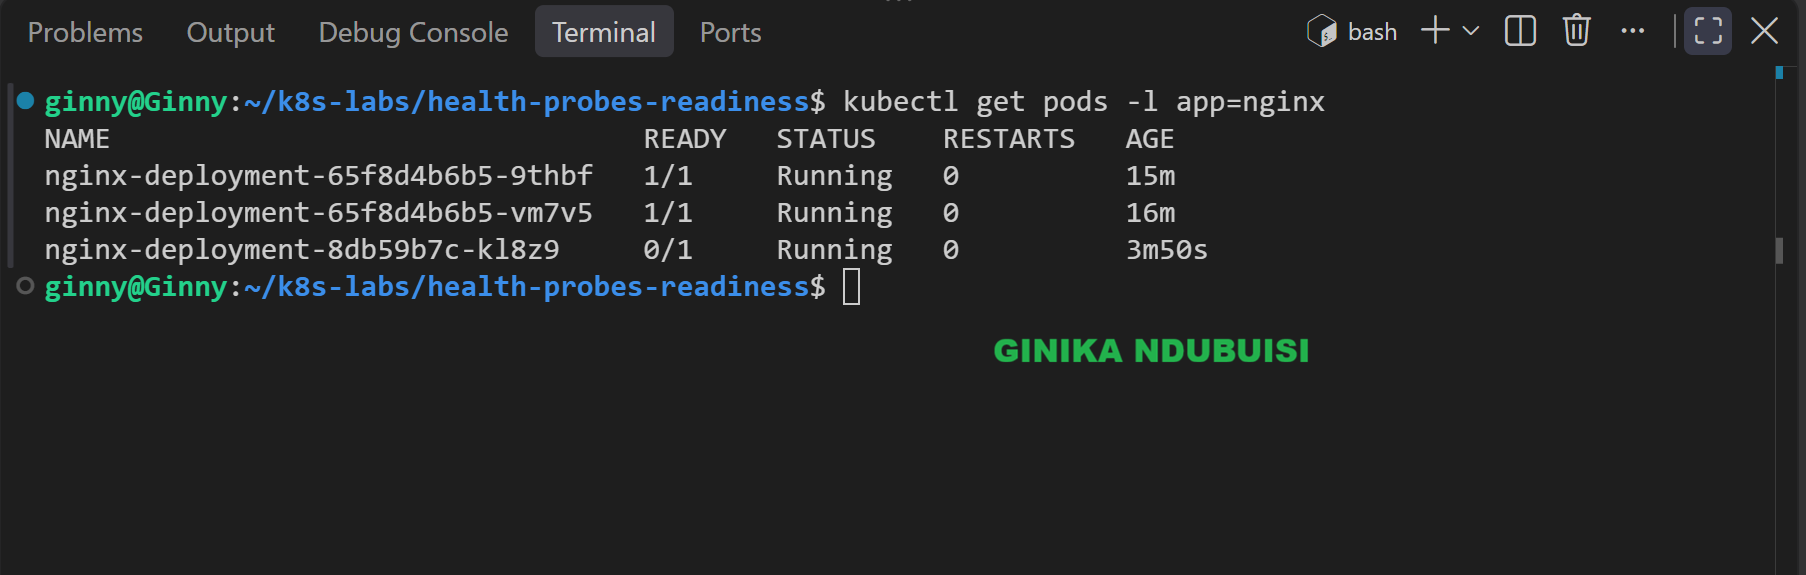 Problems Output Debug Console Terminal Ports bash
ginny@Ginny:~/k8s-labs/health-probes-readiness$ kubectl get pods -l app=nginx
NAME READY STATUS RESTARTS AGE
nginx-deployment-65f8d4b6b5-9thbf 1/1 Running 0 15m
nginx-deployment-65f8d4b6b5-vm7v5 1/1 Running 0 16m
nginx-deployment-8db59b7c-kl8z9 0/1 Running 0 3m50s
ginny@Ginny:~/k8s-labs/health-probes-readiness$
GINIKA NDUBUISI